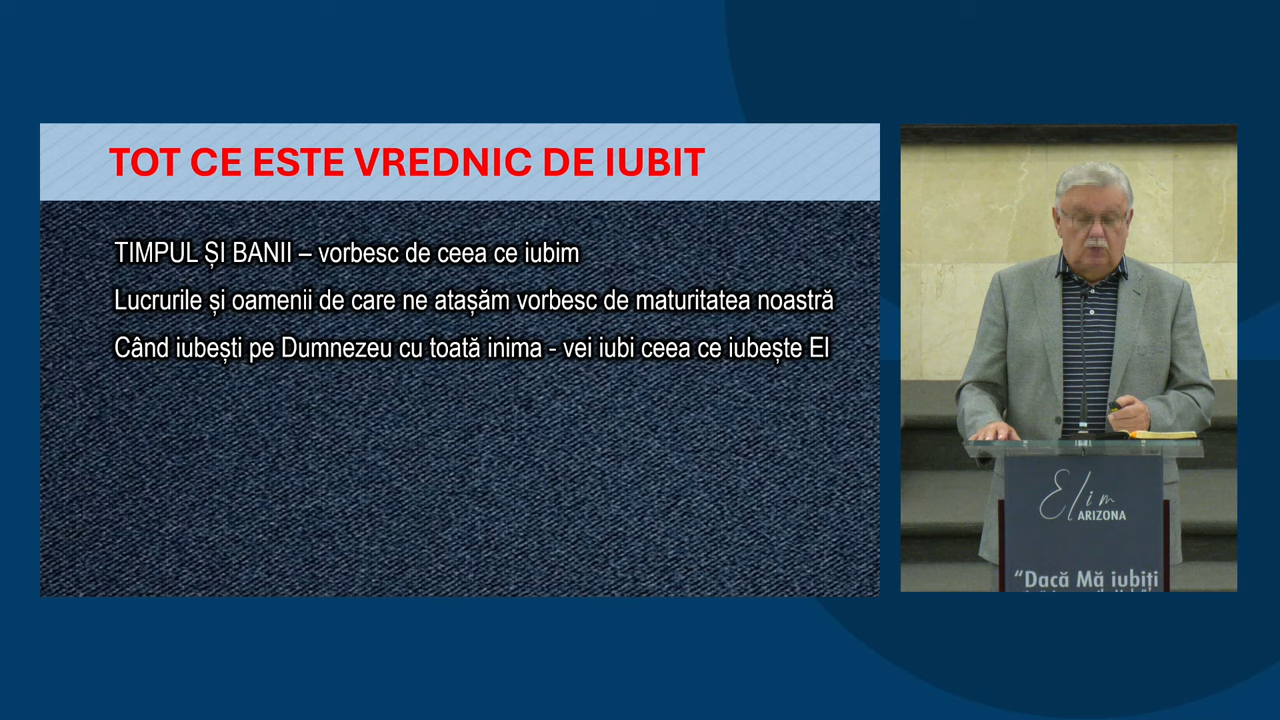 TOT CE ESTE VREDNIC DE IUBIT
TIMPUL ȘI BANII – vorbesc de ceea ce iubim
Lucrurile și oamenii de care ne atașăm vorbesc de maturitatea noastră
Când iubești pe Dumnezeu cu toată inima - vei iubi ceea ce iubește El
Elim
ARIZONA
“Dacă Mă iubiți